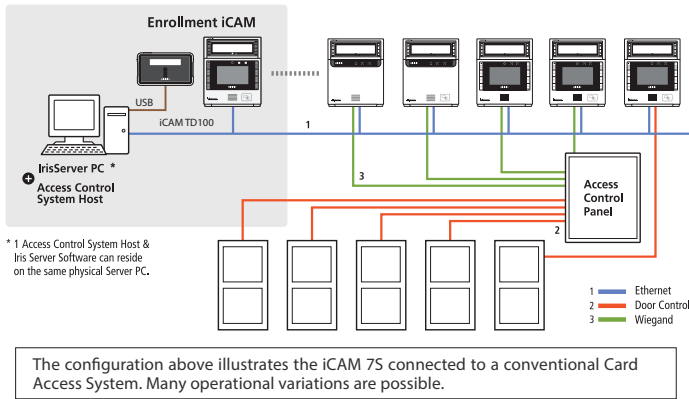 Enrollment iCAM
USB
iCAM TD100
1
IrisServer PC *
Access Control
System Host
3
Access
Control
Panel
2
* 1 Access Control System Host &
Iris Server Software can reside
on the same physical Server PC.
1 Ethernet
2 Door Control
3 Wiegand
The configuration above illustrates the iCAM 7S connected to a conventional Card
Access System. Many operational variations are possible.